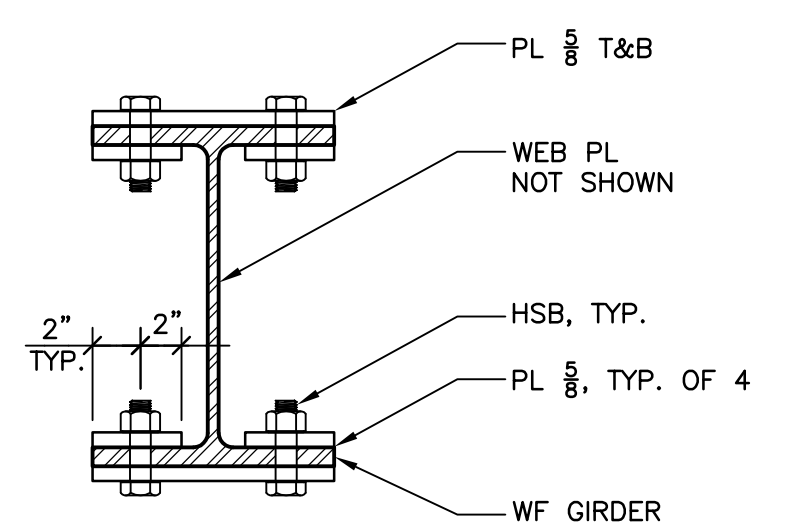 PL 5/8 T&B
WEB PL
NOT SHOWN
HSB, TYP.
2" 2"
TYP.
PL 5/8, TYP. OF 4
WF GIRDER